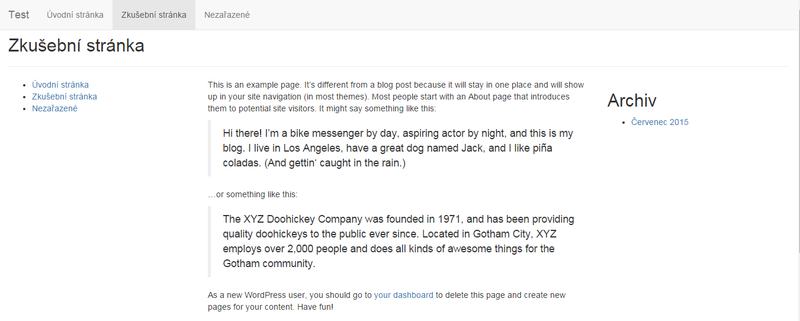 Test Úvodní stránka Zkušební stránka Nezařazené
Zkušební stránka
Úvodní stránka
Zkušební stránka
Nezařazené
This is an example page. It's different from a blog post because it will stay in one place and will show
up in your site navigation (in most themes). Most people start with an About page that introduces
them to potential site visitors. It might say something like this:
Hi there! I'm a bike messenger by day, aspiring actor by night, and this is my
blog. I live in Los Angeles, have a great dog named Jack, and I like piña
coladas. (And gettin' caught in the rain.)
…or something like this:
The XYZ Doohickey Company was founded in 1971, and has been providing
quality doohickeys to the public ever since. Located in Gotham City, XYZ
employs over 2,000 people and does all kinds of awesome things for the
Gotham community.
As a new WordPress user, you should go to your dashboard to delete this page and create new
pages for your content. Have fun!
Archiv
Červenec 2015